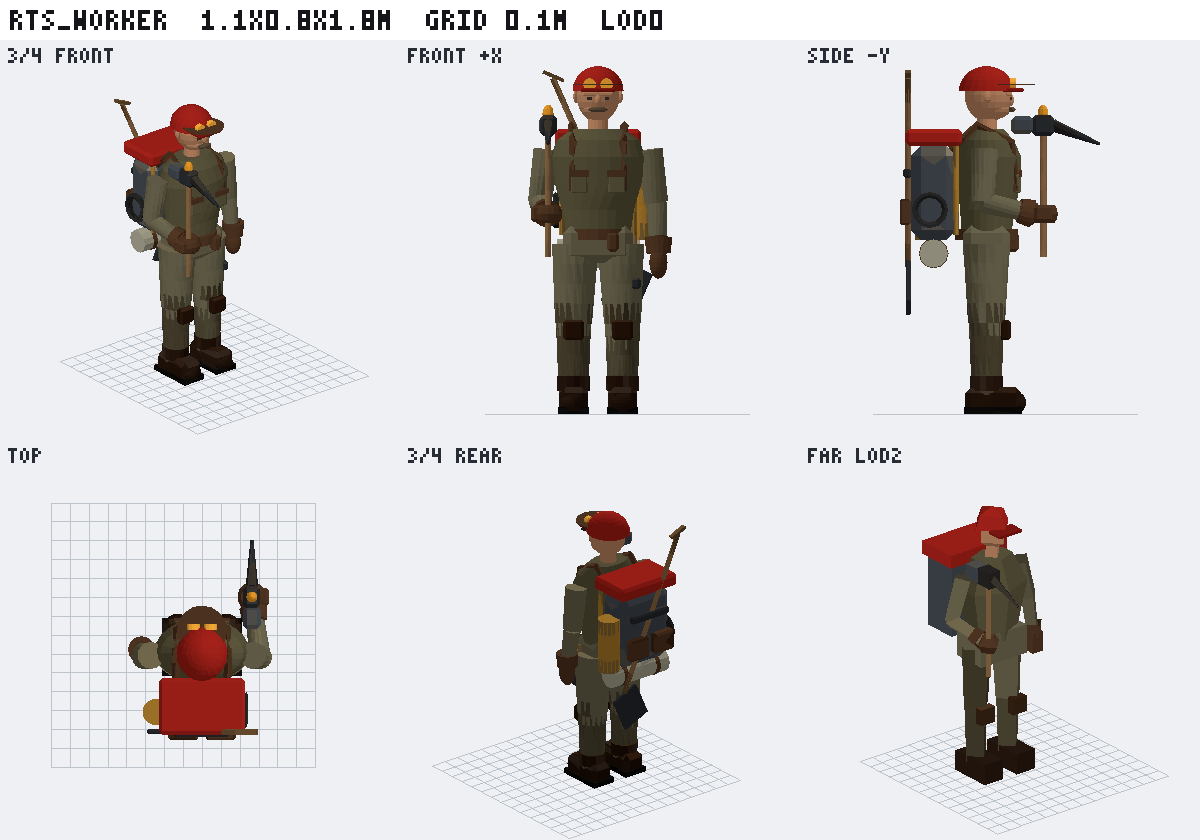 RTS_WORKER 1.1X0.8X1.8M GRID 0.1M LOD0
3/4 FRONT
FRONT +X
SIDE -Y
TOP
3/4 REAR
FAR LOD2